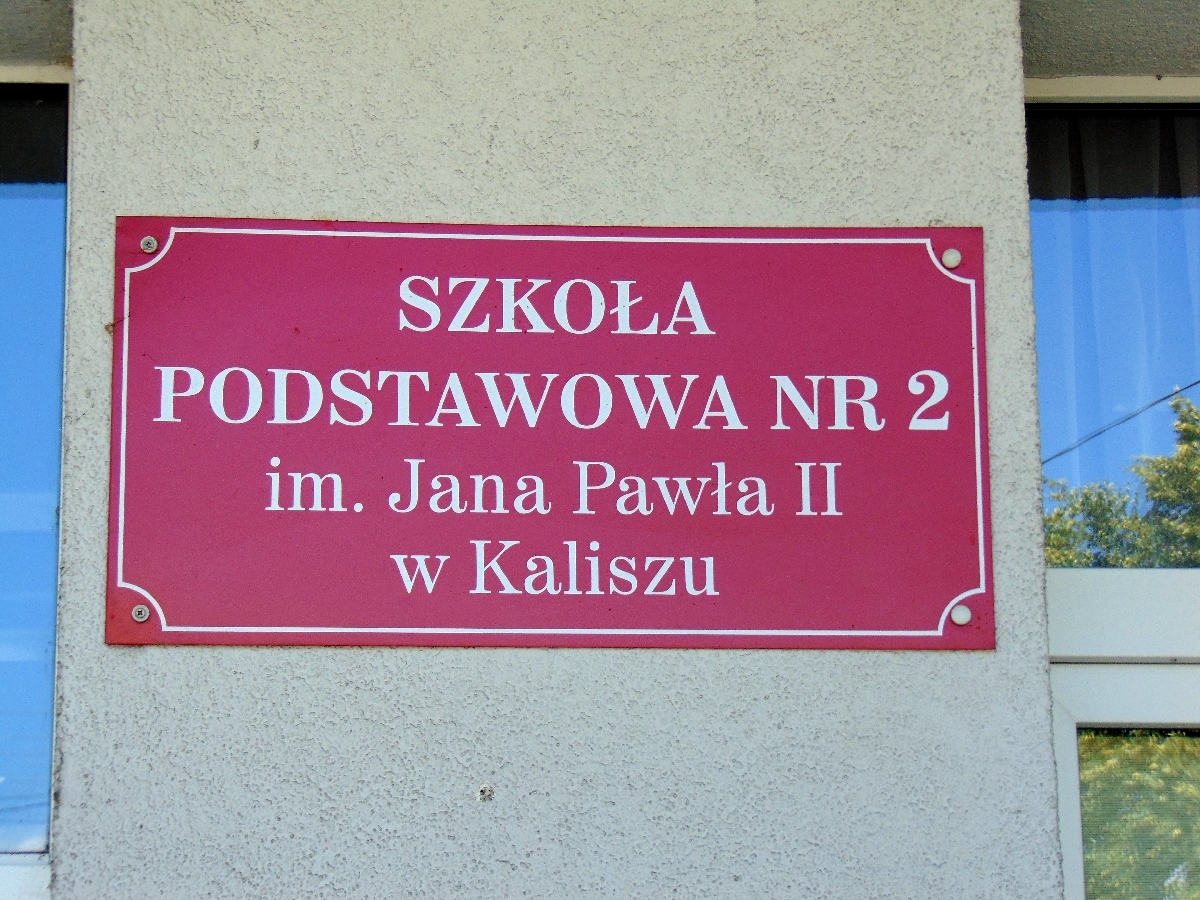 SZKOŁA
PODSTAWOWA NR 2
im. Jana Pawła II
w Kaliszu